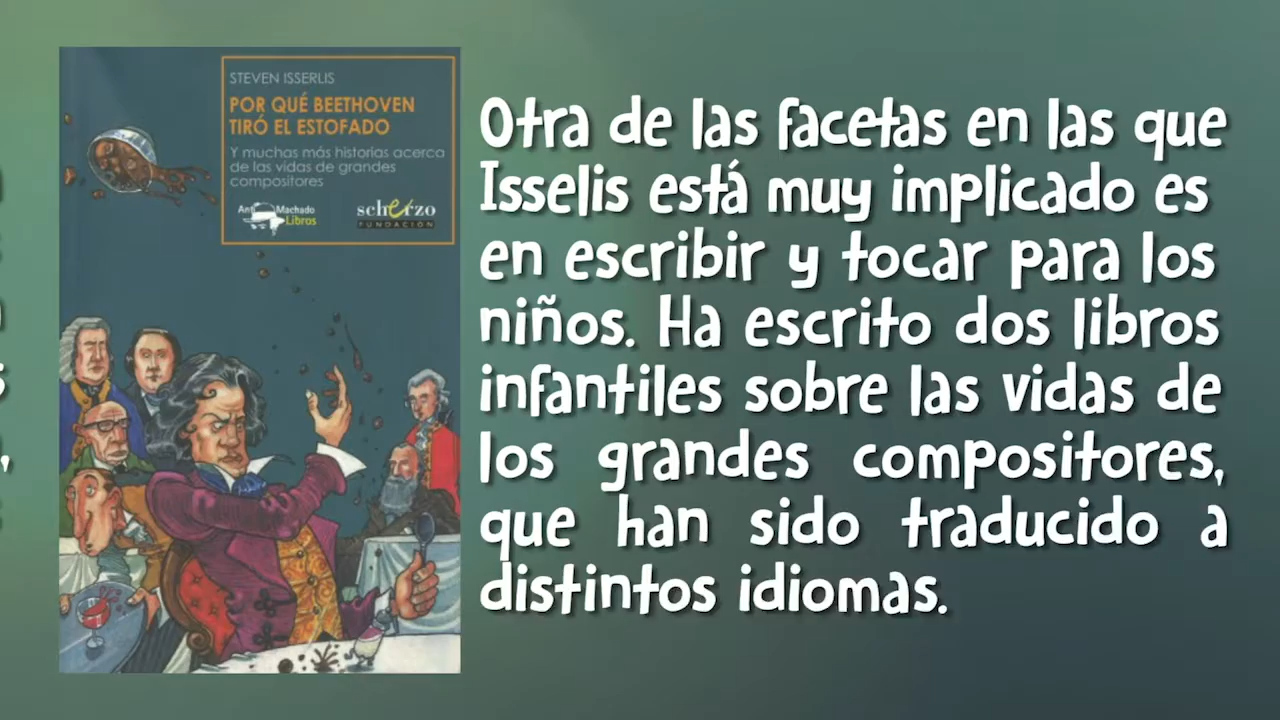 STEVEN ISSERLIS
POR QUÉ BEETHOVEN
TIRÓ EL ESTOFADO
Y muchas más historias acerca
de las vidas de grandes
compositores
Machado
Libros
scherzo
FUNDACIÓN
Otra de las facetas en las que
Isselis está muy implicado es
en escribir y tocar para los
niños. Ha escrito dos libros
infantiles sobre las vidas de
los grandes compositores,
que han sido traducido a
distintos idiomas.